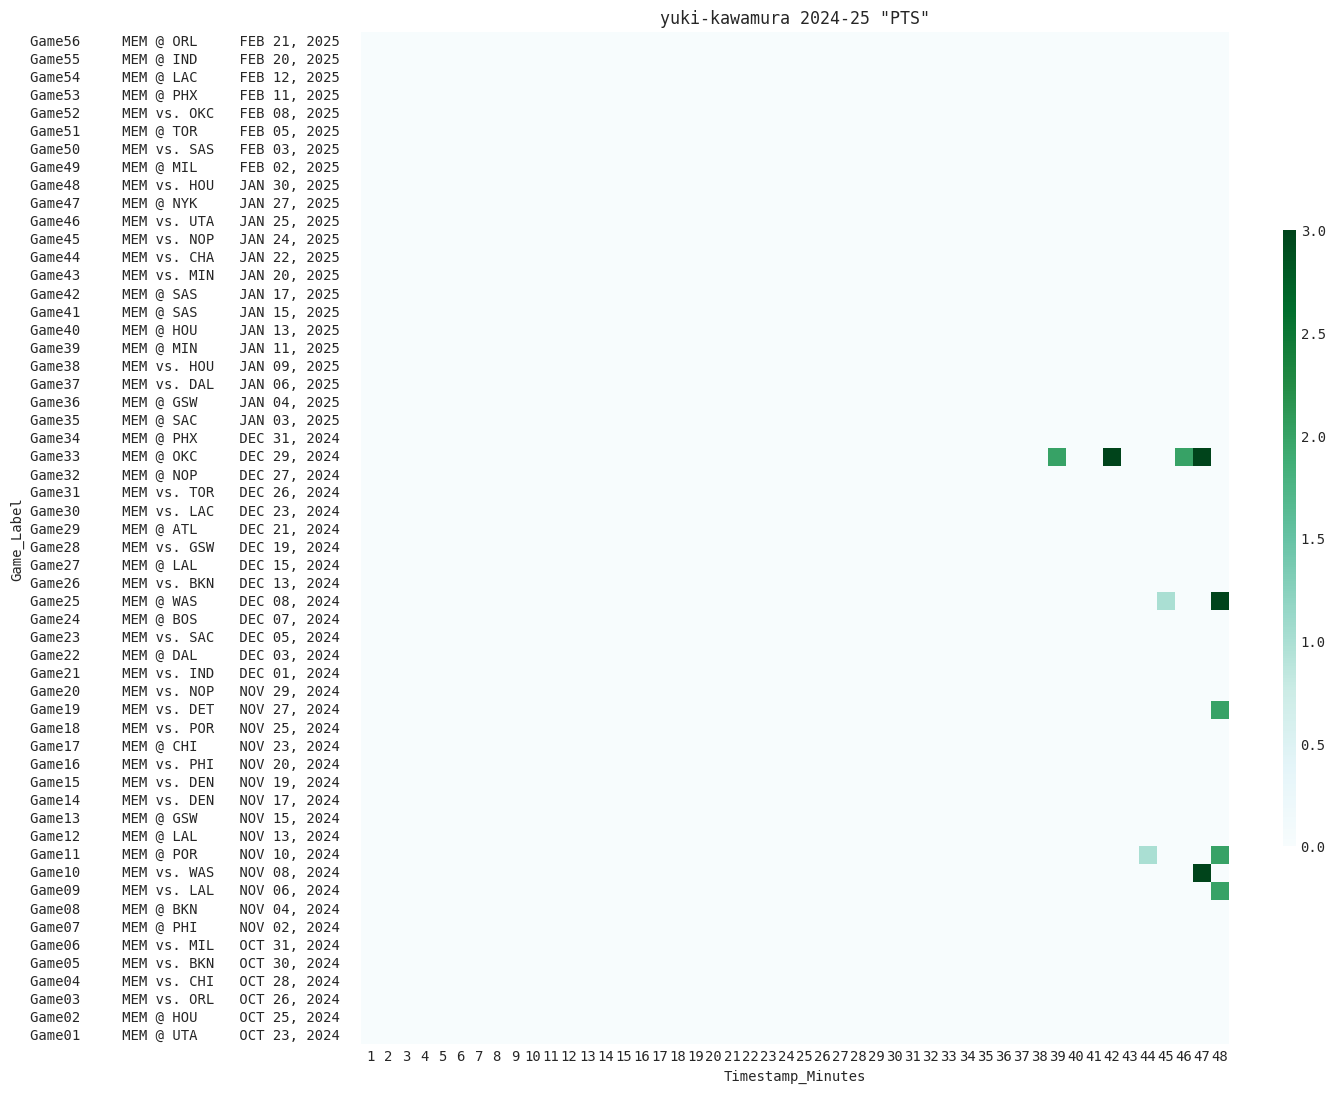 yuki-kawamura 2024-25 "PTS"
Game56 MEM @ ORL FEB 21, 2025
Game55 MEM @ IND FEB 20, 2025
Game54 MEM @ LAC FEB 12, 2025
Game53 MEM @ PHX FEB 11, 2025
Game52 MEM vs. OKC FEB 08, 2025
Game51 MEM @ TOR FEB 05, 2025
Game50 MEM vs. SAS FEB 03, 2025
Game49 MEM @ MIL FEB 02, 2025
Game48 MEM vs. HOU JAN 30, 2025
Game47 MEM @ NYK JAN 27, 2025
Game46 MEM vs. UTA JAN 25, 2025
Game45 MEM vs. NOP JAN 24, 2025
Game44 MEM vs. CHA JAN 22, 2025
Game43 MEM vs. MIN JAN 20, 2025
Game42 MEM @ SAS JAN 17, 2025
Game41 MEM @ SAS JAN 15, 2025
Game40 MEM @ HOU JAN 13, 2025
Game39 MEM @ MIN JAN 11, 2025
Game38 MEM vs. HOU JAN 09, 2025
Game37 MEM vs. DAL JAN 06, 2025
Game36 MEM @ GSW JAN 04, 2025
Game35 MEM @ SAC JAN 03, 2025
Game34 MEM @ PHX DEC 31, 2024
Game33 MEM @ OKC DEC 29, 2024
Game32 MEM @ NOP DEC 27, 2024
Game31 MEM vs. TOR DEC 26, 2024
Game30 MEM vs. LAC DEC 23, 2024
Game29 MEM @ ATL DEC 21, 2024
Game28 MEM vs. GSW DEC 19, 2024
Game27 MEM @ LAL DEC 15, 2024
Game26 MEM vs. BKN DEC 13, 2024
Game25 MEM @ WAS DEC 08, 2024
Game24 MEM @ BOS DEC 07, 2024
Game23 MEM vs. SAC DEC 05, 2024
Game22 MEM @ DAL DEC 03, 2024
Game21 MEM vs. IND DEC 01, 2024
Game20 MEM vs. NOP NOV 29, 2024
Game19 MEM vs. DET NOV 27, 2024
Game18 MEM vs. POR NOV 25, 2024
Game17 MEM @ CHI NOV 23, 2024
Game16 MEM vs. PHI NOV 20, 2024
Game15 MEM vs. DEN NOV 19, 2024
Game14 MEM vs. DEN NOV 17, 2024
Game13 MEM @ GSW NOV 15, 2024
Game12 MEM @ LAL NOV 13, 2024
Game11 MEM @ POR NOV 10, 2024
Game10 MEM vs. WAS NOV 08, 2024
Game09 MEM vs. LAL NOV 06, 2024
Game08 MEM @ BKN NOV 04, 2024
Game07 MEM @ PHI NOV 02, 2024
Game06 MEM vs. MIL OCT 31, 2024
Game05 MEM vs. BKN OCT 30, 2024
Game04 MEM vs. CHI OCT 28, 2024
Game03 MEM vs. ORL OCT 26, 2024
Game02 MEM @ HOU OCT 25, 2024
Game01 MEM @ UTA OCT 23, 2024
Game_Label
1 2 3 4 5 6 7 8 9 10 11 12 13 14 15 16 17 18 19 20 21 22 23 24 25 26 27 28 29 30 31 32 33 34 35 36 37 38 39 40 41 42 43 44 45 46 47 48
Timestamp_Minutes
3.0
2.5
2.0
1.5
1.0
0.5
0.0